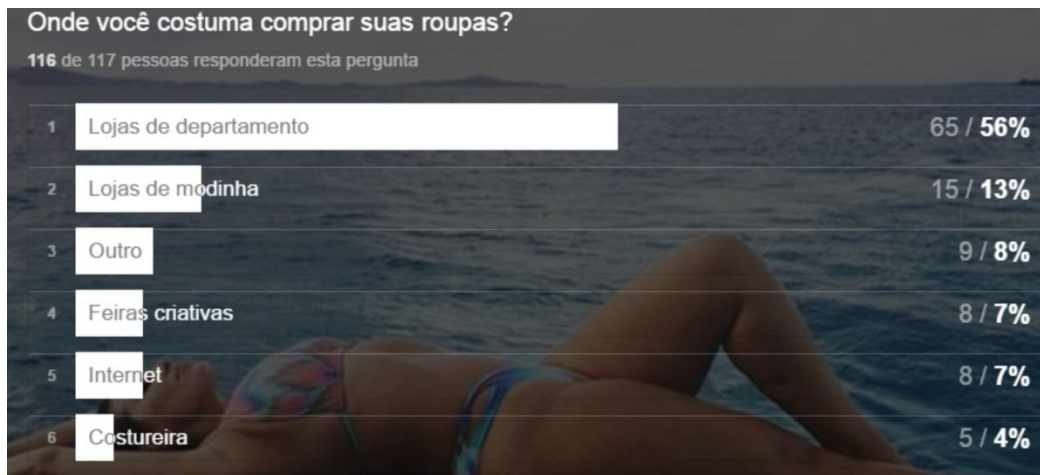 Onde você costuma comprar suas roupas?
116 de 117 pessoas responderam esta pergunta
1 Lojas de departamento 65 / 56%
2 Lojas de modinha 15 / 13%
3 Outro 9 / 8%
4 Feiras criativas 8 / 7%
5 Internet 8 / 7%
6 Costureira 5 / 4%